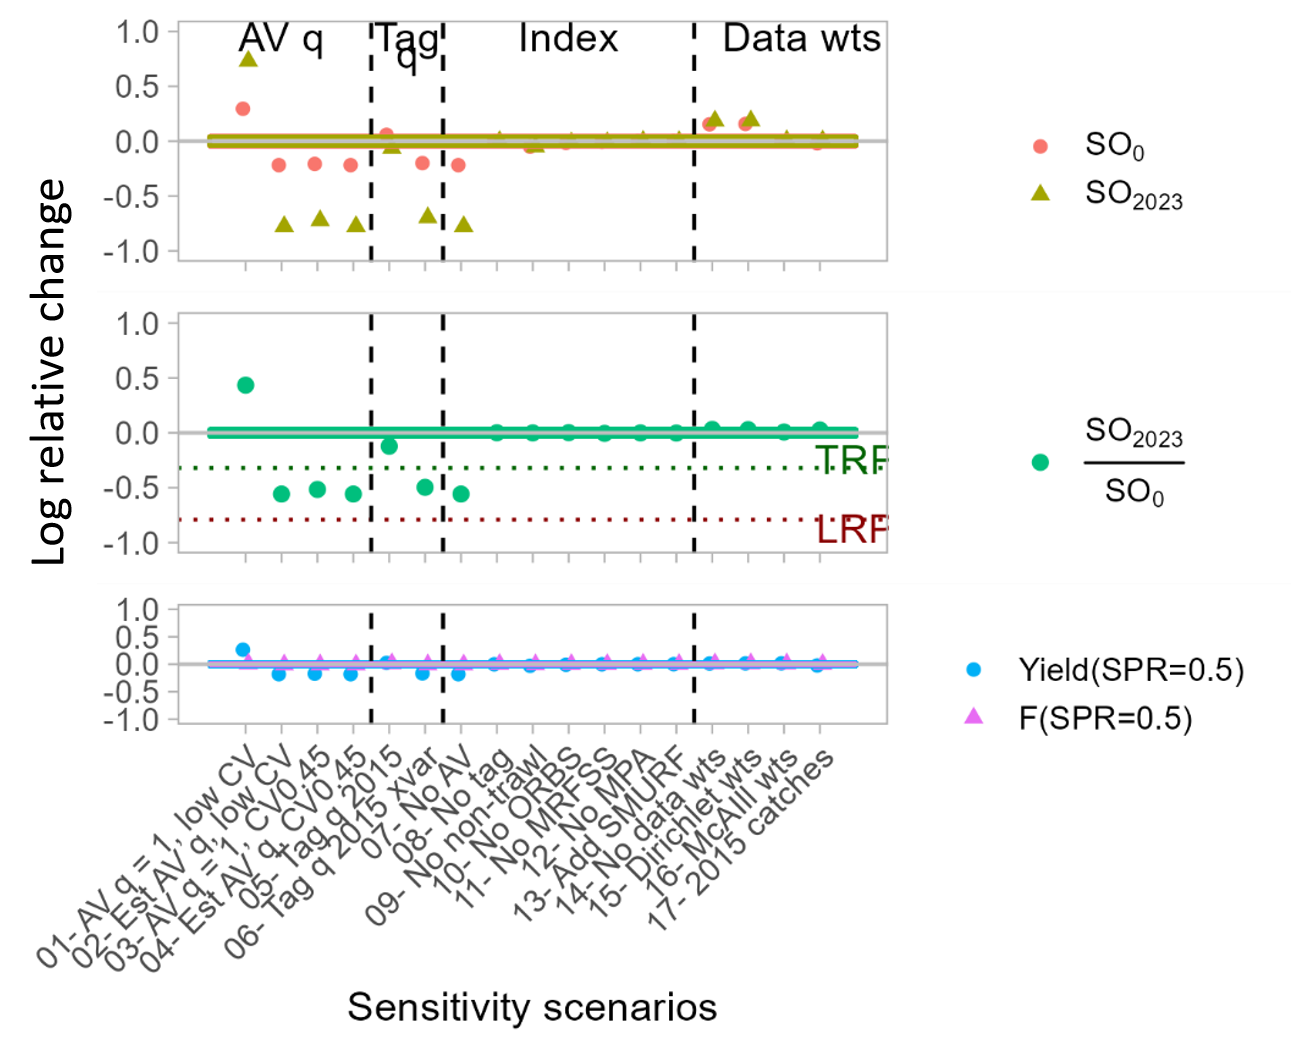 Log relative change
1.0
0.5
0.0
-0.5
-1.0
AV q
Tag
q
Index
Data wts
SO0
SO2023
1.0
0.5
0.0
-0.5
-1.0
TRP
LRP
SO2023
SO0
1.0
0.5
0.0
-0.5
-1.0
Yield(SPR=0.5)
F(SPR=0.5)
01- AV q = 1, low CV
02- Est AV q, low CV
03- AV q = 1, CV0.45
04- Est AV q, CV0.45
05- Tag q 2015
06- Tag q 2015 xvar
07- No AV
08- No tag
09- No non-trawl
10- No ORBS
11- No MRFSS
12- No MPA
13- Add SMURF
14- No data wts
15- Dirichlet wts
16- McAlll wts
17- 2015 catches
Sensitivity scenarios